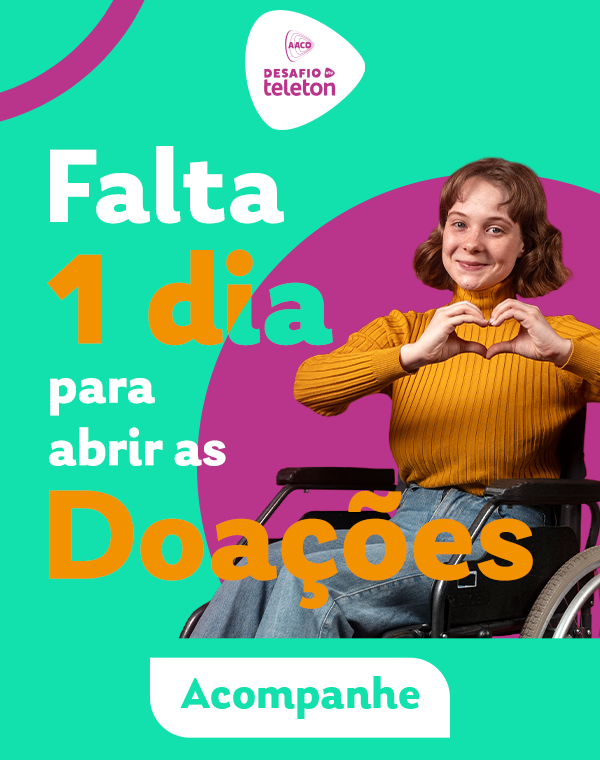 AACD
DESAFIO
teleton
Falta
1 dia
para
abrir as
Doações
Acompanhe